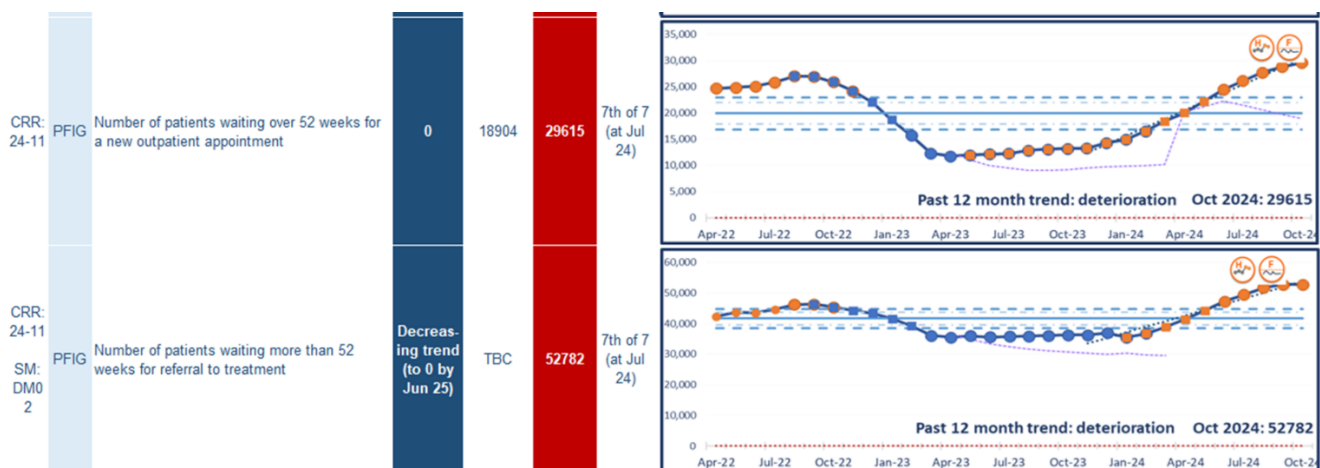 CRR:
24-11
PFIG
Number of patients waiting over 52 weeks for
a new outpatient appointment
0
18904
29615
7th of 7
(at Jul
24)
35,000
30,000
25,000
20,000
15,000
10,000
5,000
0
H
F
Past 12 month trend: deterioration Oct 2024: 29615
Apr-22 Jul-22 Oct-22 Jan-23 Apr-23 Jul-23 Oct-23 Jan-24 Apr-24 Jul-24 Oct-24
CRR:
24-11
SM:
DM0
2
PFIG
Number of patients waiting more than 52
weeks for referral to treatment
Decreas-
ing trend
(to 0 by
Jun 25)
TBC
52782
7th of 7
(at Jul
24)
60,000
50,000
40,000
30,000
20,000
10,000
0
H
F
Past 12 month trend: deterioration Oct 2024: 52782
Apr-22 Jul-22 Oct-22 Jan-23 Apr-23 Jul-23 Oct-23 Jan-24 Apr-24 Jul-24 Oct-24